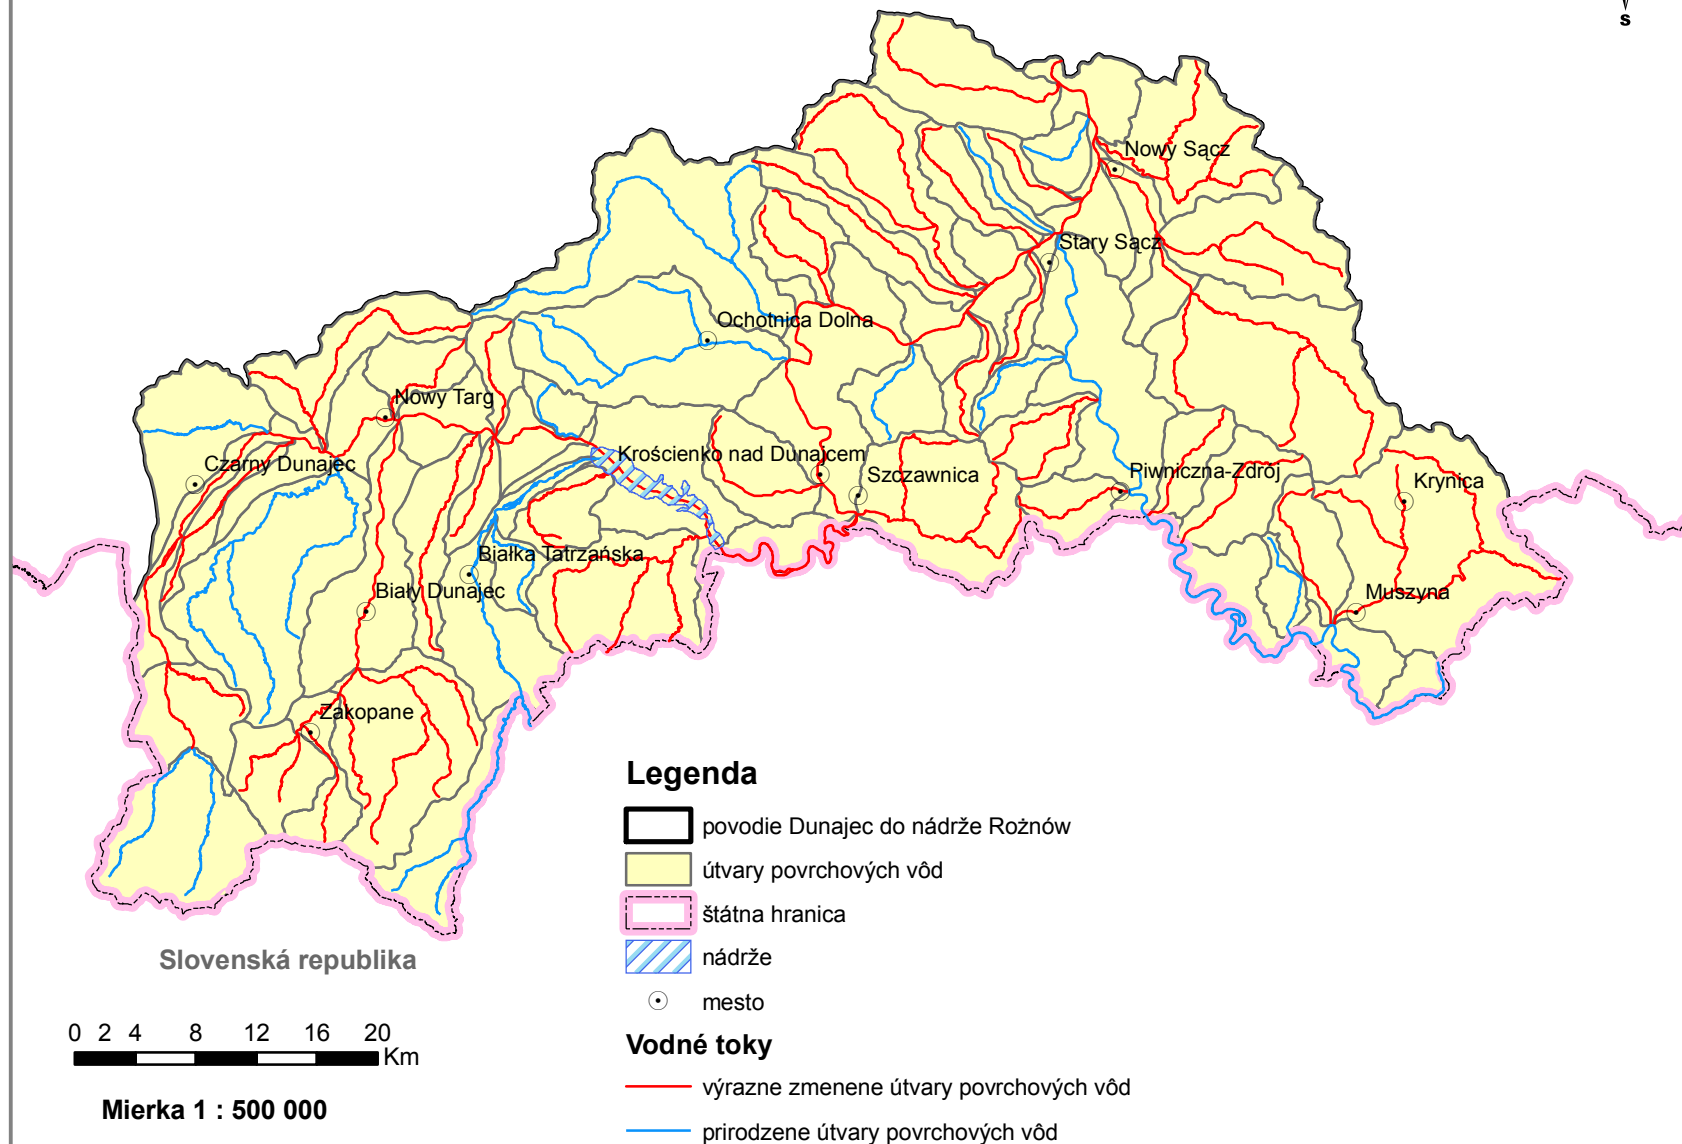 S
Nowy Sącz
Stary Sącz
Ochotnica Dolna
Nowy Targ
Krościenko nad Dunajcem
Czarny Dunajec
Szczawnica
Piwniczna-Zdrój
Krynica
Białka Tatrzańska
Biały Dunajec
Muszyna
Zakopane
Legenda
povodie Dunajec do nádrže Rożnów
útvary povrchových vôd
štátna hranica
nádrže
mesto
Vodné toky
výrazne zmenene útvary povrchových vôd
prirodzene útvary povrchových vôd
Slovenská republika
0 2 4 8 12 16 20
Km
Mierka 1 : 500 000